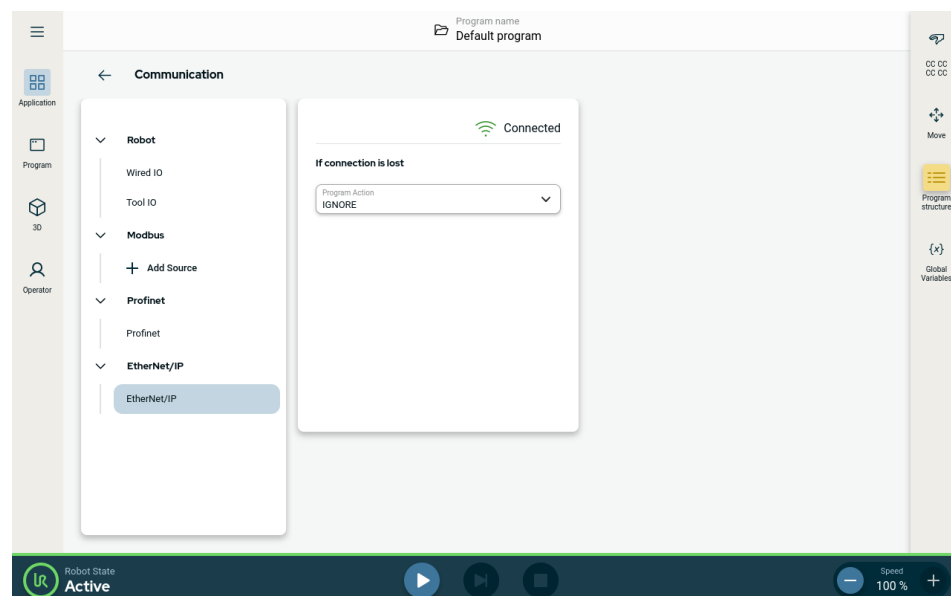 Program name
Default program
Application
Program
3D
Operator
Communication
Robot
Wired IO
Tool IO
Modbus
Add Source
Profinet
Profinet
EtherNet/IP
EtherNet/IP
Connected
If connection is lost
Program Action
IGNORE
CC CC
CC CC
Move
Program
structure
{x}
Global
Variables
UR
Robot State
Active
Speed
100 %